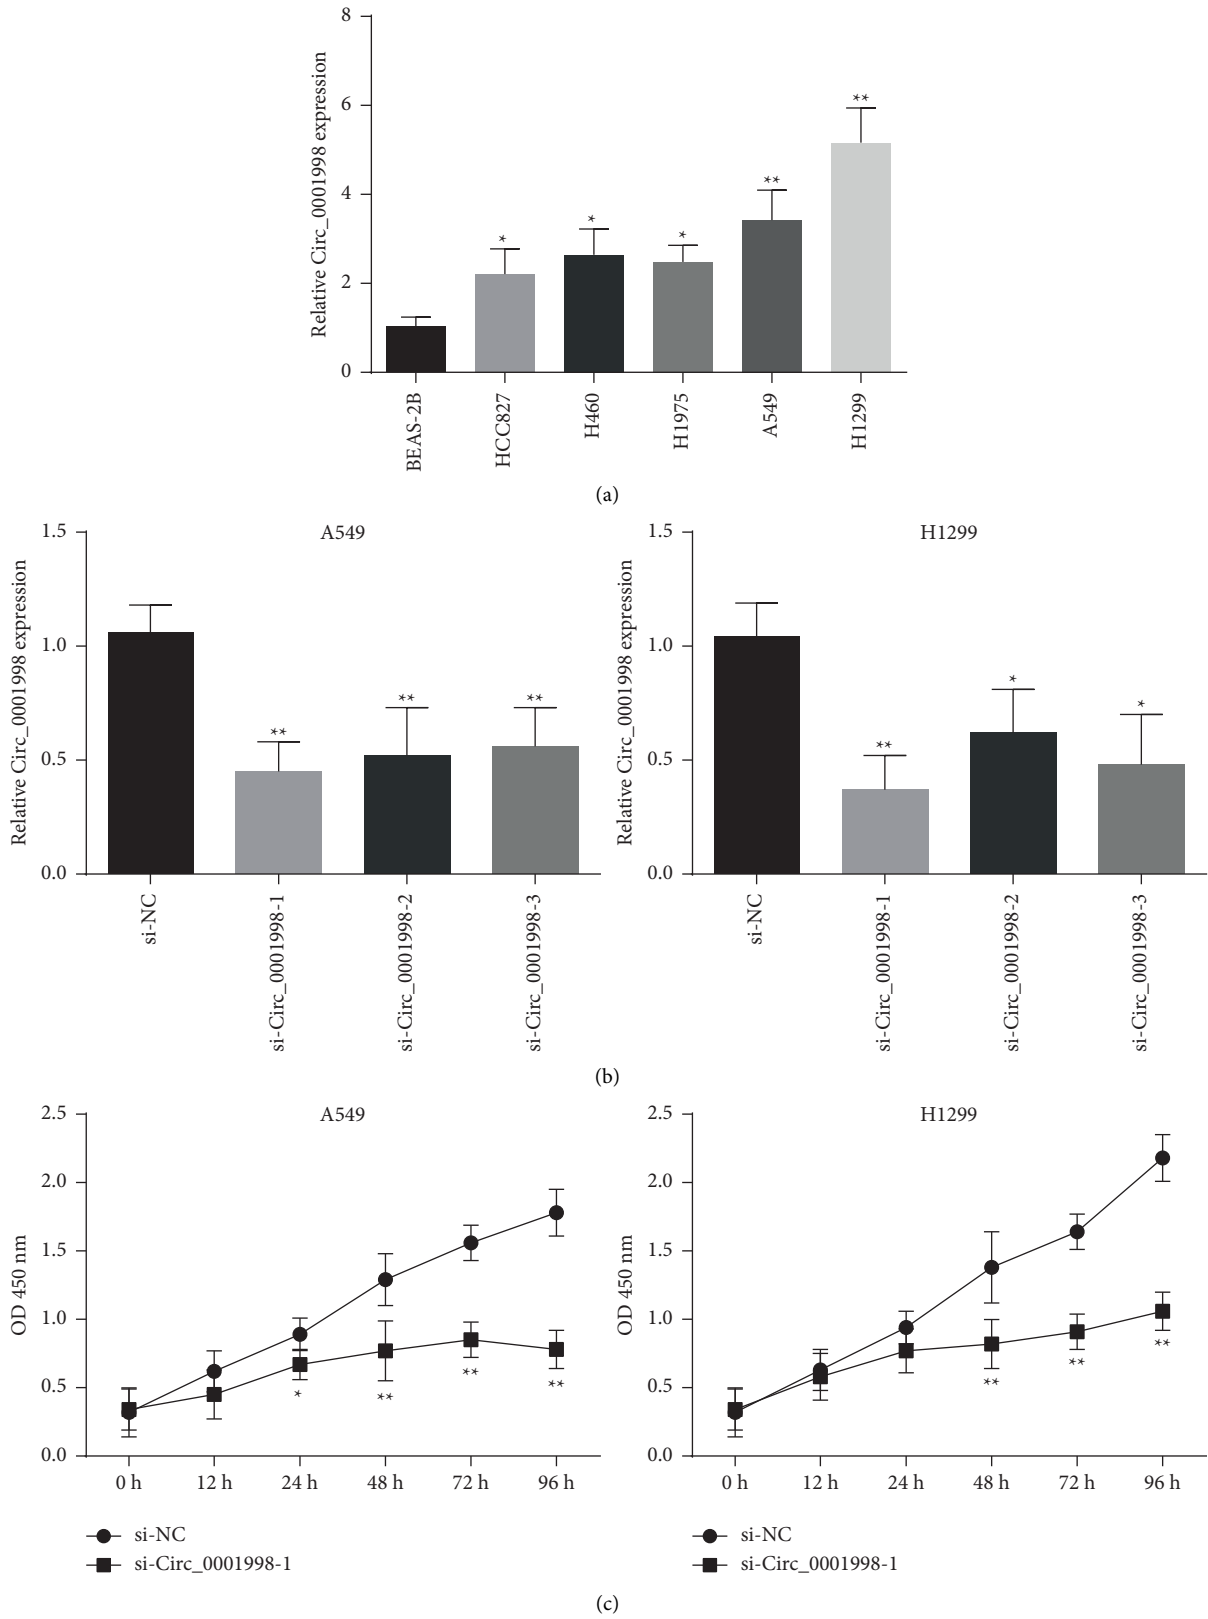 8
6
4
2
0
Relative Circ_0001998 expression
*
*
*
**
**
BEAS-2B
HCC827
H460
H1975
A549
H1299
(a)
A549
1.5
1.0
0.5
0.0
Relative Circ_0001998 expression
**
**
**
si-NC
si-Circ_0001998-1
si-Circ_0001998-2
si-Circ_0001998-3
H1299
1.5
1.0
0.5
0.0
Relative Circ_0001998 expression
**
*
*
si-NC
si-Circ_0001998-1
si-Circ_0001998-2
si-Circ_0001998-3
(b)
A549
2.5
2.0
1.5
1.0
0.5
0.0
OD 450 nm
*
**
**
**
0 h 12 h 24 h 48 h 72 h 96 h
si-NC
si-Circ_0001998-1
H1299
2.5
2.0
1.5
1.0
0.5
0.0
OD 450 nm
**
**
**
0 h 12 h 24 h 48 h 72 h 96 h
si-NC
si-Circ_0001998-1
(c)